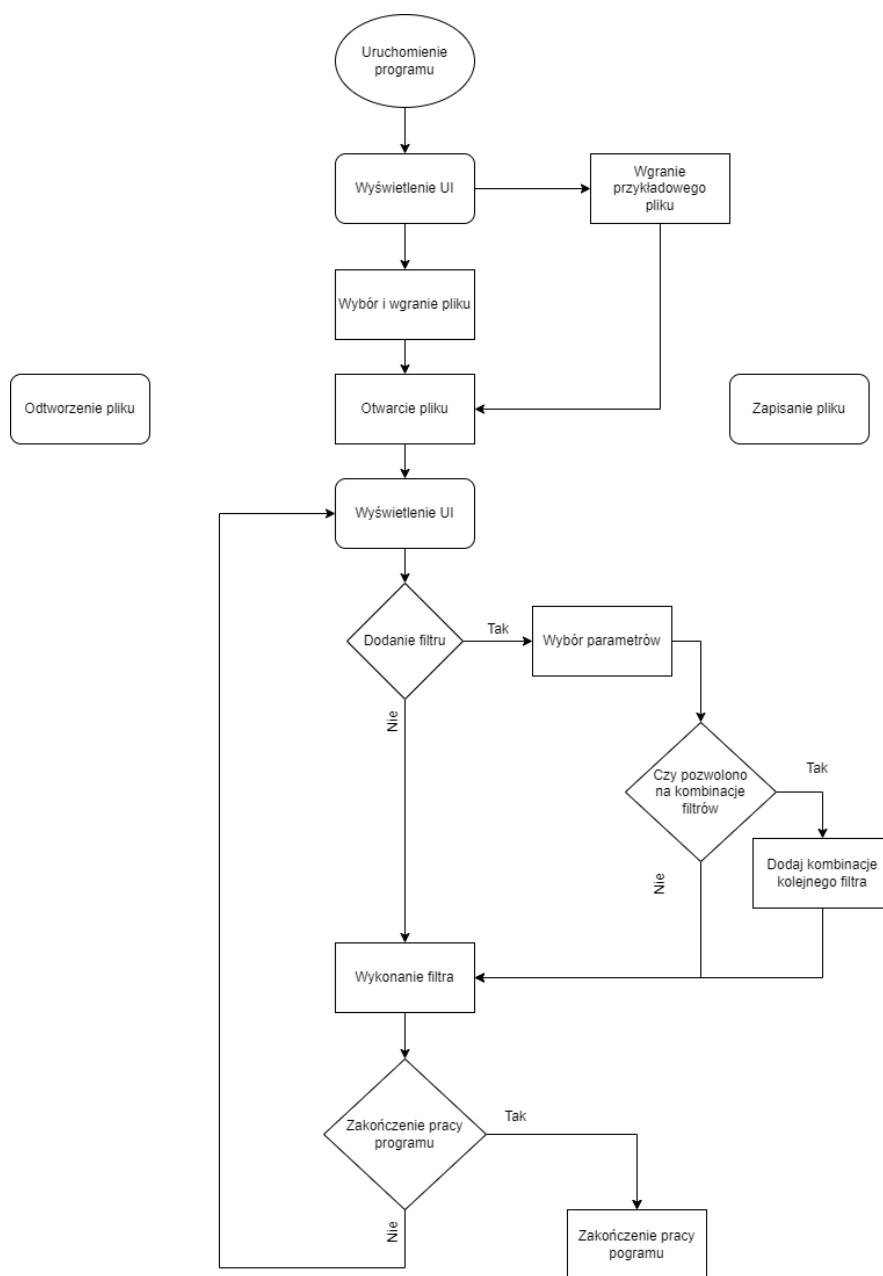 Uruchomienie
programu
Wyświetlenie UI
Wgranie
przykładowego
pliku
Wybór i wgranie pliku
Odtworzenie pliku
Otwarcie pliku
Zapisanie pliku
Wyświetlenie UI
Dodanie filtru
Tak
Wybór parametrów
Nie
Czy pozwolono
na kombinacje
filtrów
Tak
Nie
Dodaj kombinacje
kolejnego filtra
Wykonanie filtra
Zakończenie pracy
programu
Tak
Nie
Zakończenie pracy
pogramu